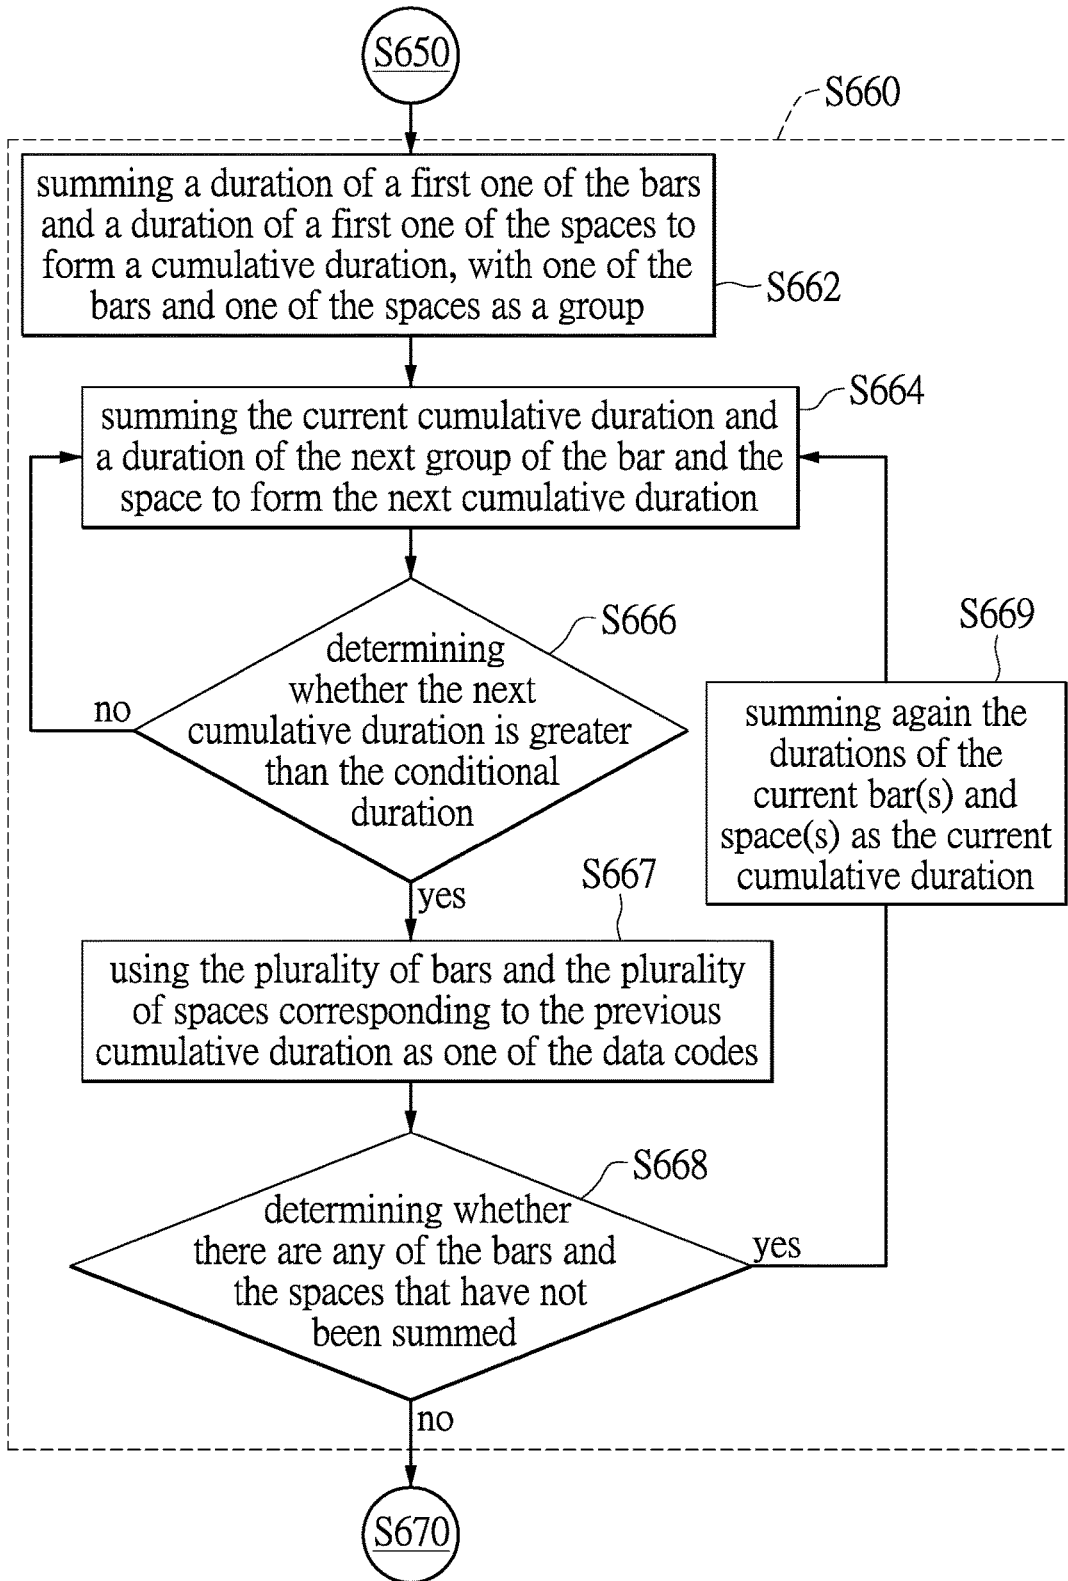 S650
S660
summing a duration of a first one of the bars
and a duration of a first one of the spaces to
form a cumulative duration, with one of the
bars and one of the spaces as a group
S662
S664
summing the current cumulative duration and
a duration of the next group of the bar and the
space to form the next cumulative duration
S666
determining
whether the next
cumulative duration is greater
than the conditional
duration
no
yes
S669
summing again the
durations of the
current bar(s) and
space(s) as the current
cumulative duration
S667
using the plurality of bars and the plurality
of spaces corresponding to the previous
cumulative duration as one of the data codes
S668
determining whether
there are any of the bars and
the spaces that have not
been summed
yes
no
S670